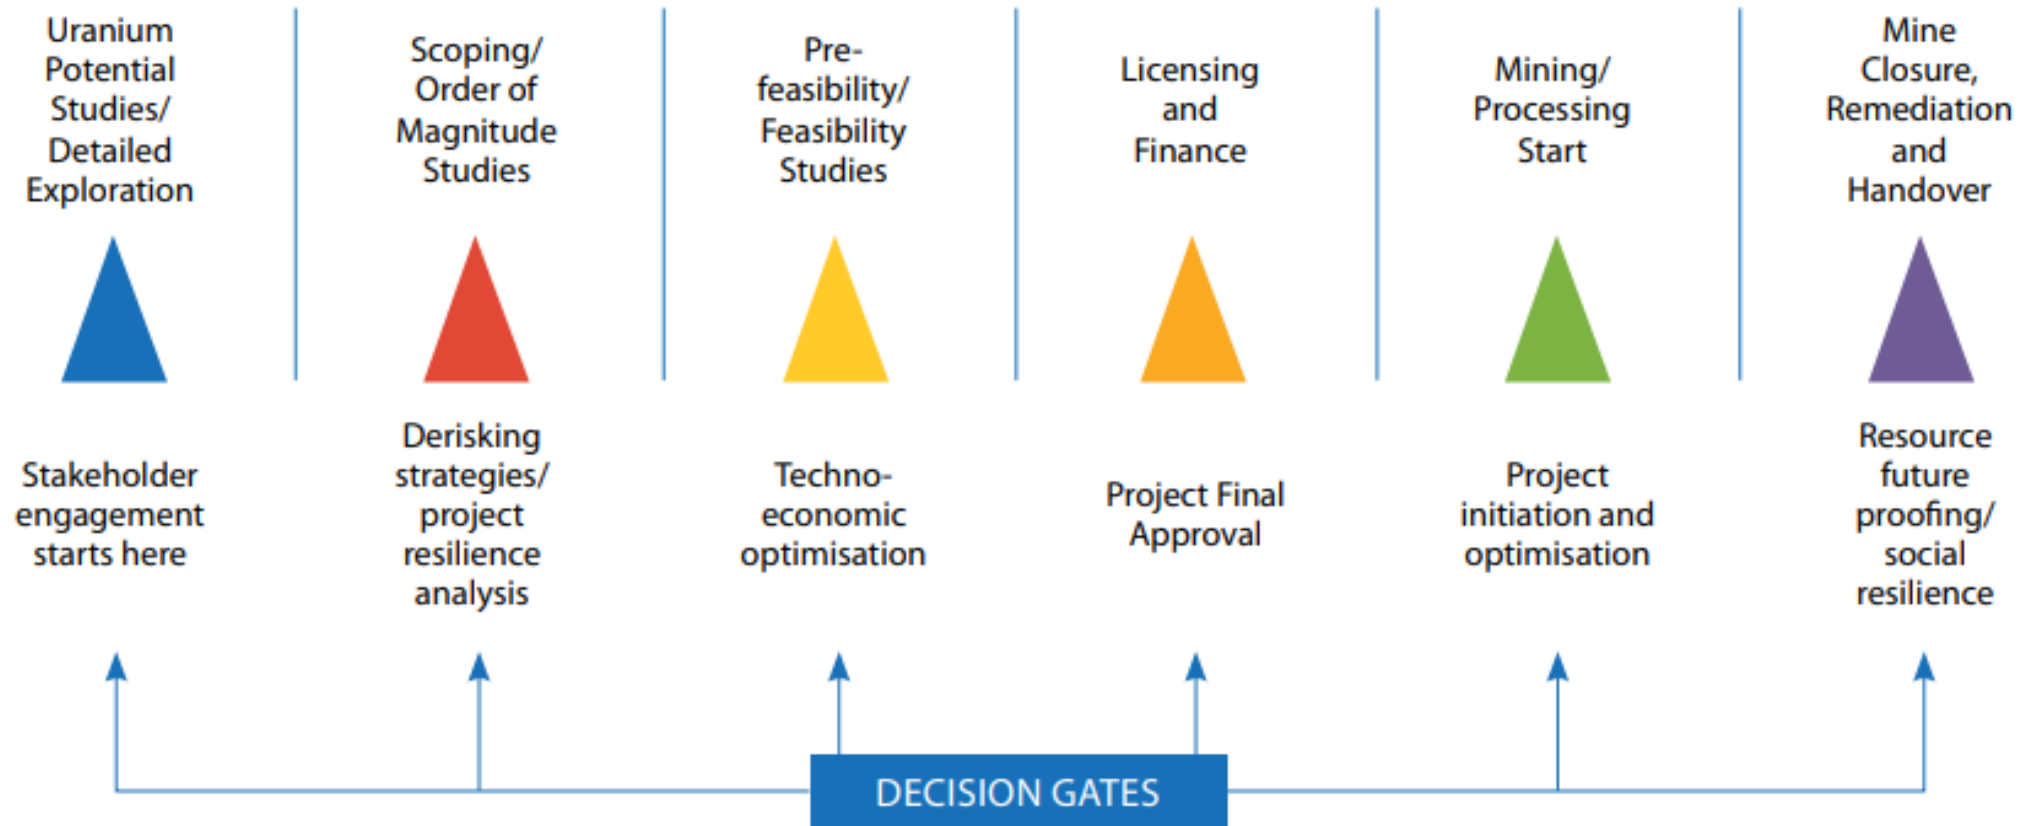 Uranium
Potential
Studies/
Detailed
Exploration
Scoping/
Order of
Magnitude
Studies
Pre-
feasibility/
Feasibility
Studies
Licensing
and
Finance
Mining/
Processing
Start
Mine
Closure,
Remediation
and
Handover
Stakeholder
engagement
starts here
Derisking
strategies/
project
resilience
analysis
Techno-
economic
optimisation
Project Final
Approval
Project
initiation and
optimisation
Resource
future
proofing/
social
resilience
DECISION GATES